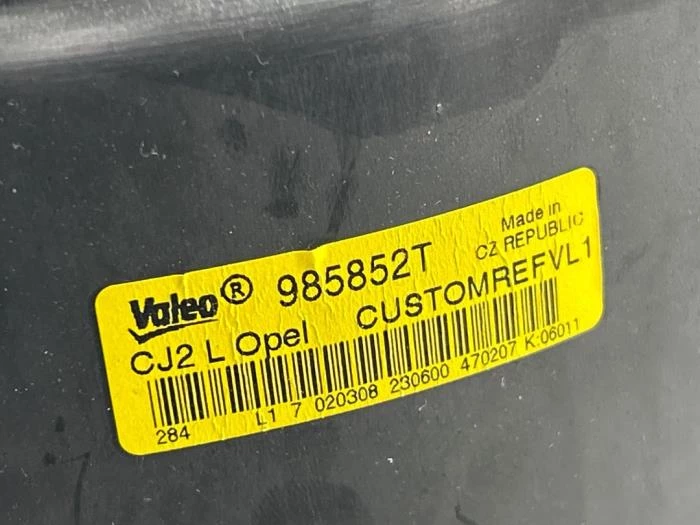 Valeo® 985852T Made in
CZ REPUBLIC
CJ2 L Opel CUSTOMREFVL1
284 L1 7 020308 230600 470207 K:06011